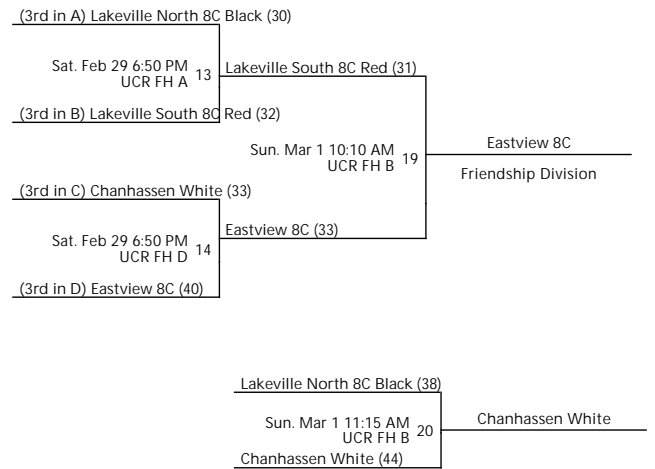 (3rd in A) Lakeville North 8C Black (30)
Sat. Feb 29 6:50 PM
UCR FH A
13
Lakeville South 8C Red (31)
(3rd in B) Lakeville South 8C Red (32)
Sun. Mar 1 10:10 AM
UCR FH B
19
Eastview 8C
Friendship Division
(3rd in C) Chanhassen White (33)
Sat. Feb 29 6:50 PM
UCR FH D
14
Eastview 8C (33)
(3rd in D) Eastview 8C (40)
Lakeville North 8C Black (38)
Sun. Mar 1 11:15 AM
UCR FH B
20
Chanhassen White
Chanhassen White (44)